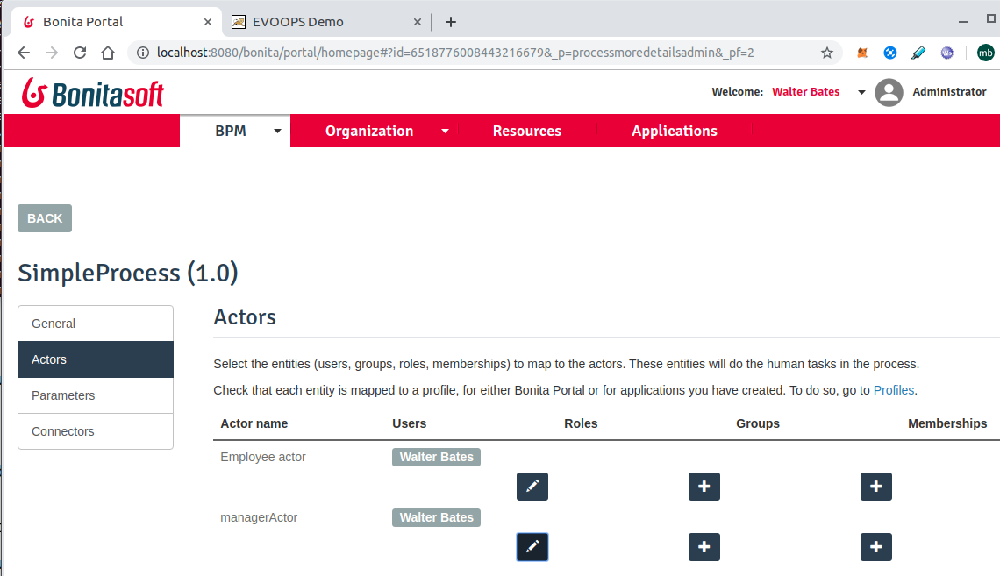 Bonita Portal
EVOOPS Demo
localhost:8080/bonita/portal/homepage#?id=6518776008443216679&_p=processmoredetailsadmin&_pf=2
mb
Bonitasoft
Welcome: Walter Bates
Administrator
BPM
Organization
Resources
Applications
BACK
SimpleProcess (1.0)
General
Actors
Parameters
Connectors
Actors
Select the entities (users, groups, roles, memberships) to map to the actors. These entities will do the human tasks in the process.
Check that each entity is mapped to a profile, for either Bonita Portal or for applications you have created. To do so, go to Profiles.
Actor name Users Roles Groups Memberships
Employee actor Walter Bates
managerActor Walter Bates